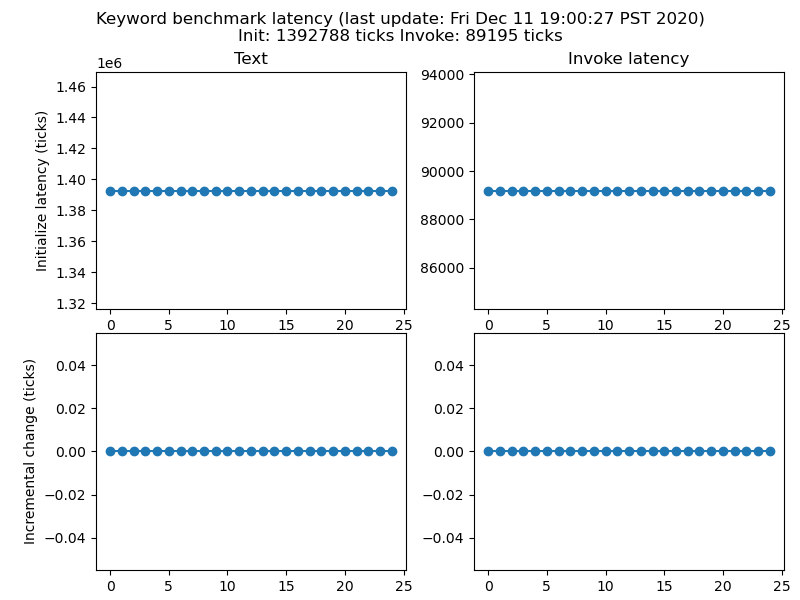 Keyword benchmark latency (last update: Fri Dec 11 19:00:27 PST 2020)
Init: 1392788 ticks Invoke: 89195 ticks
Text
1e6
Initialize latency (ticks)
1.46
1.44
1.42
1.40
1.38
1.36
1.34
1.32
0 5 10 15 20 25
Invoke latency
94000
92000
90000
88000
86000
0 5 10 15 20 25
Incremental change (ticks)
0.04
0.02
0.00
−0.02
−0.04
0 5 10 15 20 25
0.04
0.02
0.00
−0.02
−0.04
0 5 10 15 20 25